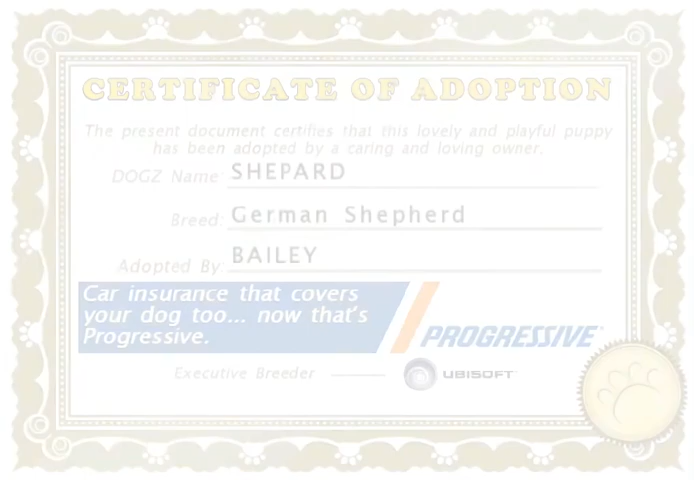 CERTIFICATE OF ADOPTION
The present document certifies that this lovely and playful puppy
has been adopted by a caring and loving owner.
DOGZ Name: SHEPARD
Breed: German Shepherd
Adopted By: BAILEY
Car insurance that covers
your dog too... now that's
Progressive.
PROGRESSIVE
Executive Breeder
UBISOFT